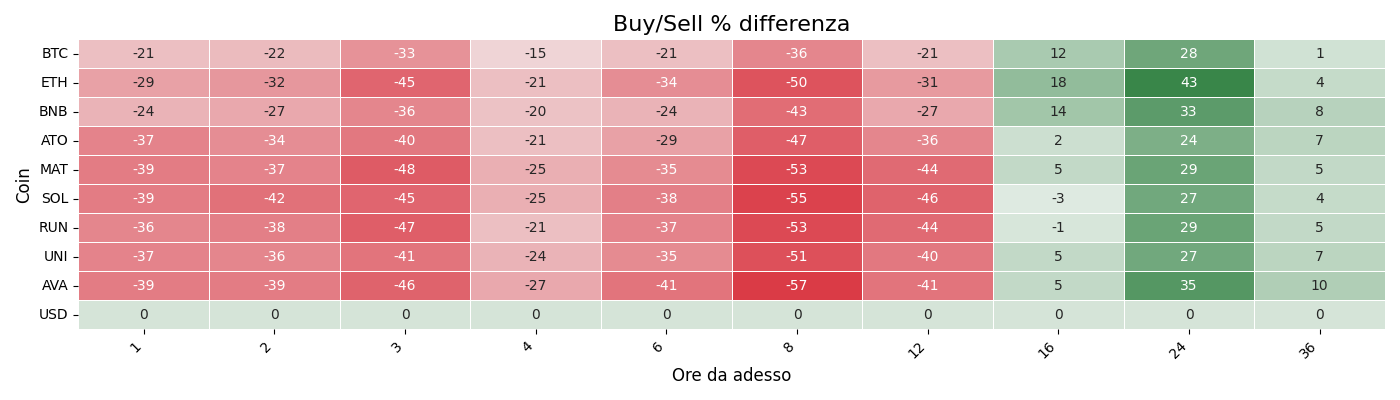 Buy/Sell % differenza
Coin
BTC -21 -22 -33 -15 -21 -36 -21 12 28 1
ETH -29 -32 -45 -21 -34 -50 -31 18 43 4
BNB -24 -27 -36 -20 -24 -43 -27 14 33 8
ATO -37 -34 -40 -21 -29 -47 -36 2 24 7
MAT -39 -37 -48 -25 -35 -53 -44 5 29 5
SOL -39 -42 -45 -25 -38 -55 -46 -3 27 4
RUN -36 -38 -47 -21 -37 -53 -44 -1 29 5
UNI -37 -36 -41 -24 -35 -51 -40 5 27 7
AVA -39 -39 -46 -27 -41 -57 -41 5 35 10
USD 0 0 0 0 0 0 0 0 0 0
1 2 3 4 6 8 12 16 24 36
Ore da adesso